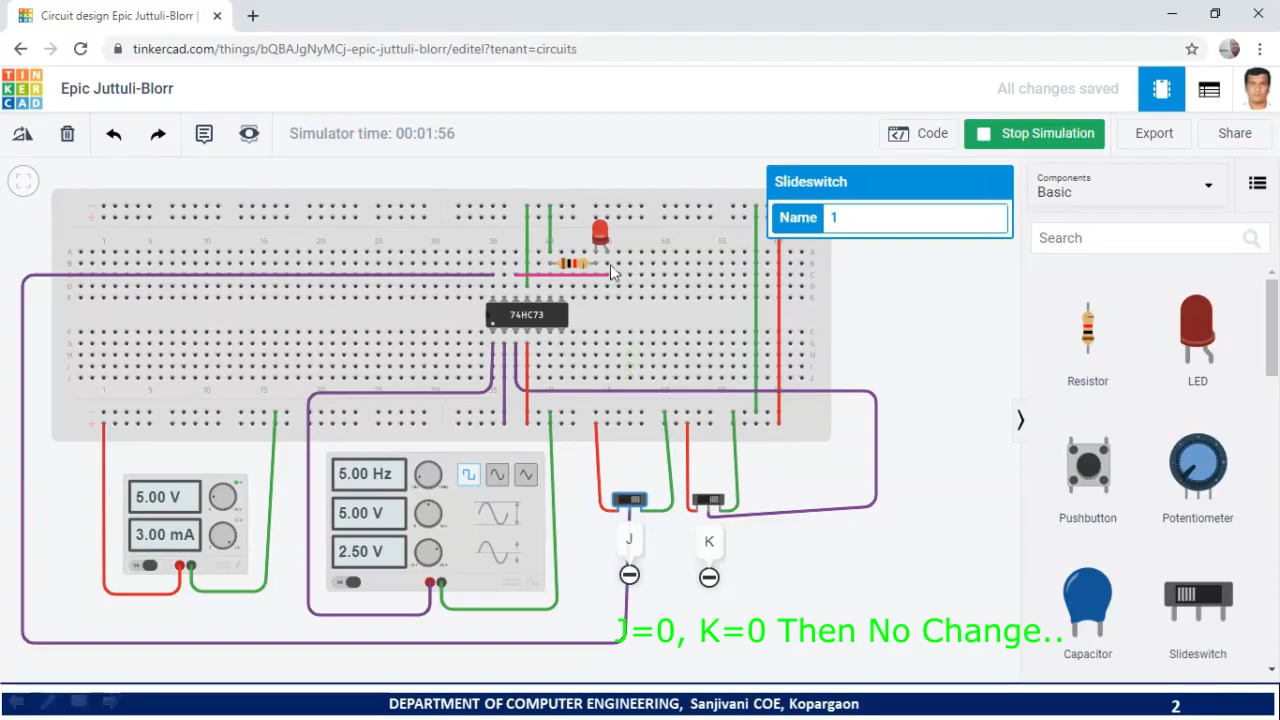 Circuit design Epic Juttuli-Blorr |
tinkercad.com/things/bQBAJgNyMCj-epic-juttuli-blorr/editel?tenant=circuits
TIN
KER
CAD
Epic Juttuli-Blorr
All changes saved
Simulator time: 00:01:56
Code
Stop Simulation
Export
Share
Slideswitch
Name 1
Components
Basic
Search
Resistor
LED
Pushbutton
Potentiometer
Capacitor
Slideswitch
74HC73
5.00 V
3.00 mA
5.00 Hz
5.00 V
2.50 V
J
K
J=0, K=0 Then No Change..
DEPARTMENT OF COMPUTER ENGINEERING, Sanjivani COE, Kopargaon
2